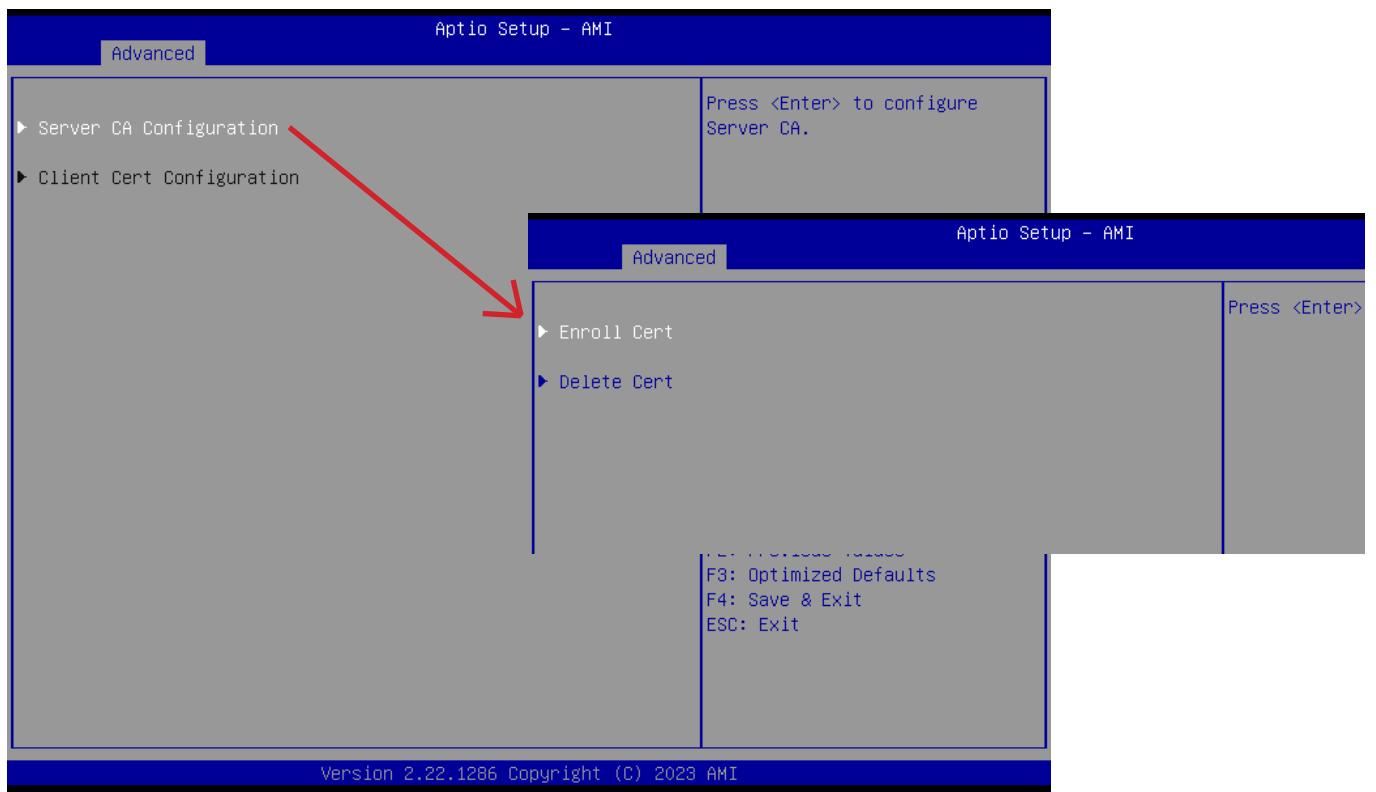 Aptio Setup – AMI
Advanced
▶ Server CA Configuration
▶ Client Cert Configuration
Press <Enter> to configure
Server CA.
F3: Optimized Defaults
F4: Save & Exit
ESC: Exit
Version 2.22.1286 Copyright (C) 2023 AMI
Aptio Setup – AMI
Advanced
▶ Enroll Cert
▶ Delete Cert
Press <Enter>